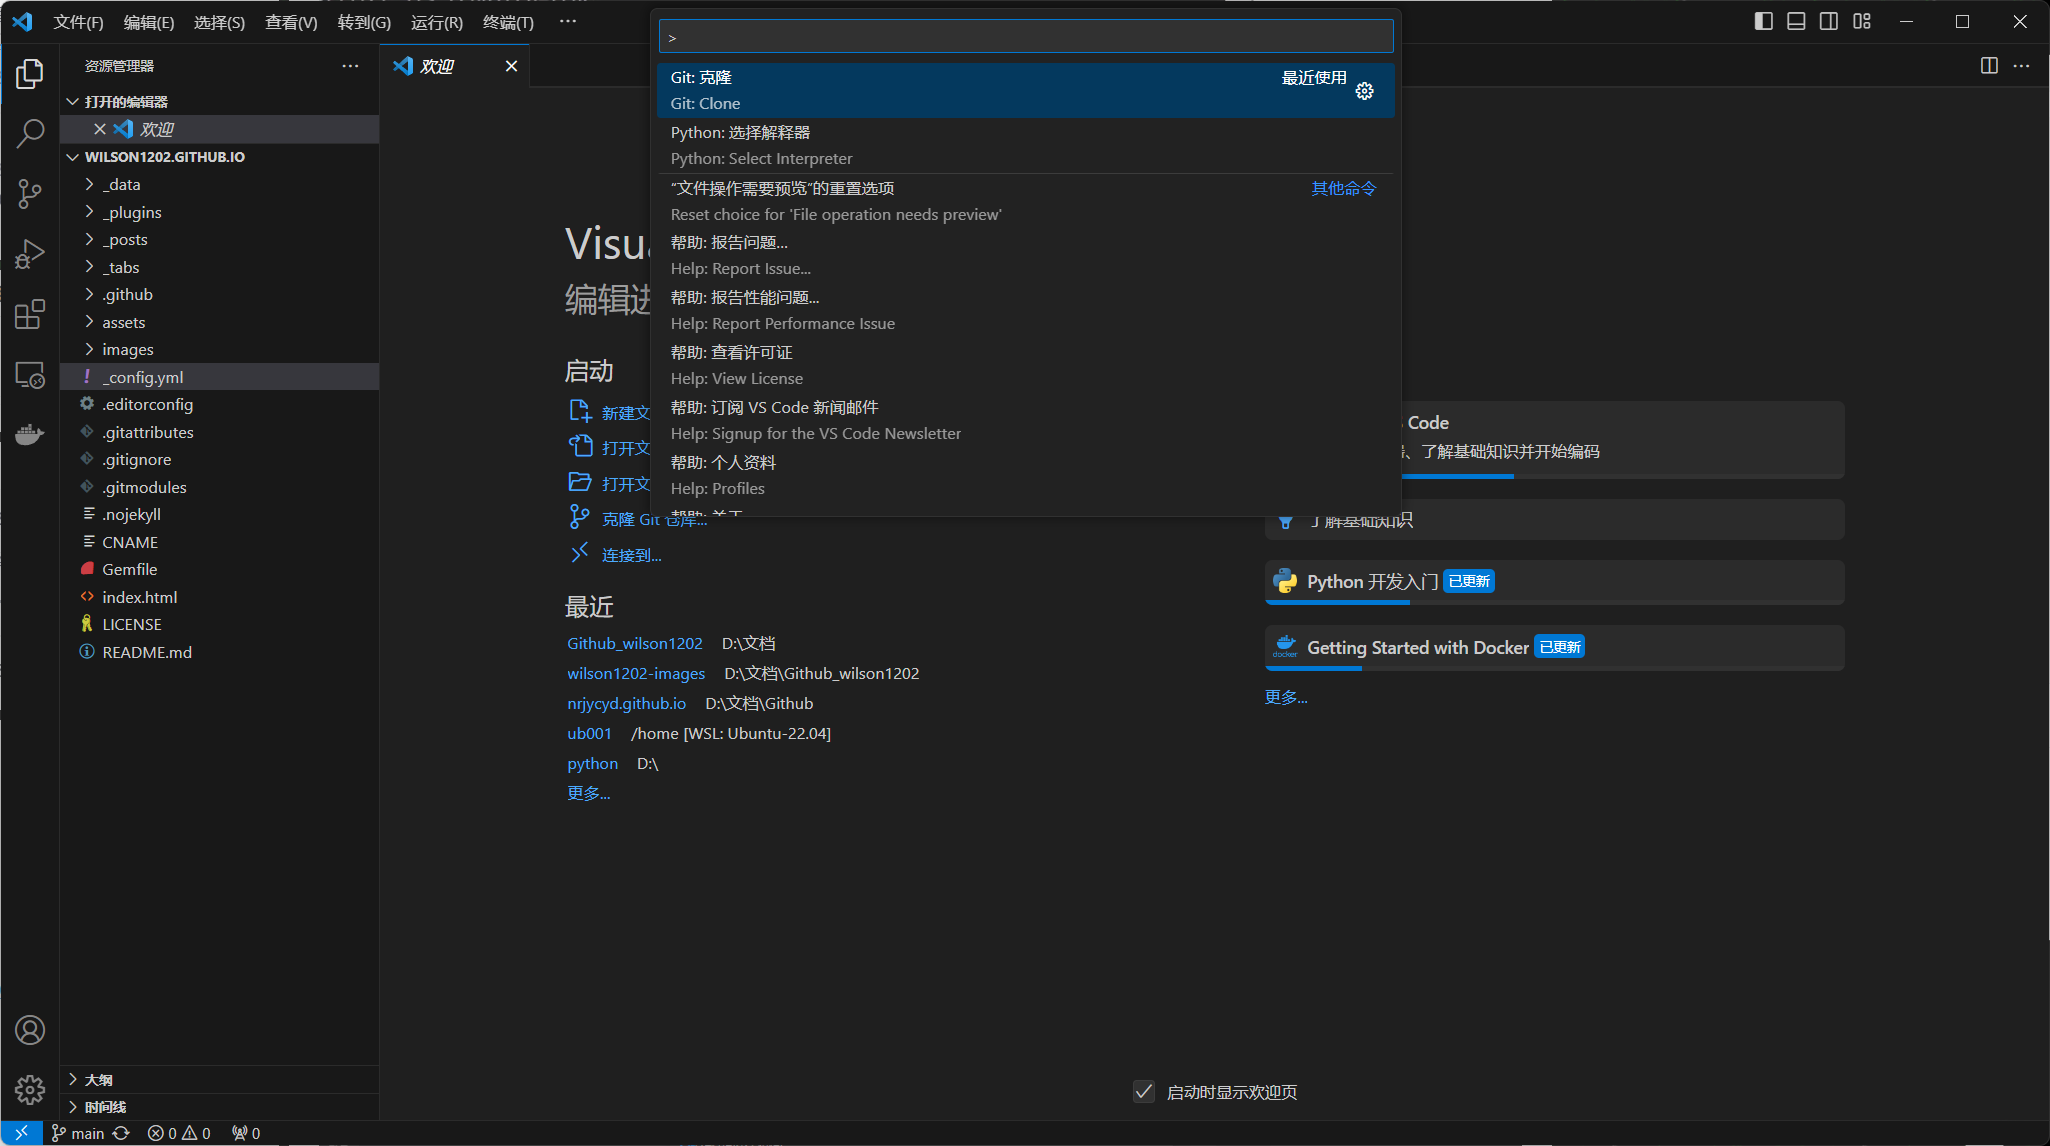 文件(F) 编辑(E) 选择(S) 查看(V) 转到(G) 运行(R) 终端(T) ···
>
Git: 克隆 最近使用
Git: Clone
Python: 选择解释器
Python: Select Interpreter
“文件操作需要预览”的重置选项 其他命令
Reset choice for 'File operation needs preview'
帮助: 报告问题...
Help: Report Issue...
帮助: 报告性能问题...
Help: Report Performance Issue
帮助: 查看许可证
Help: View License
帮助: 订阅 VS Code 新闻邮件
Help: Signup for the VS Code Newsletter
帮助: 个人资料
Help: Profiles
帮助: 关于
资源管理器
打开的编辑器
欢迎
WILSON1202.GITHUB.IO
_data
_plugins
_posts
_tabs
.github
assets
images
_config.yml
.editorconfig
.gitattributes
.gitignore
.gitmodules
.nojekyll
CNAME
Gemfile
index.html
LICENSE
README.md
大纲
时间线
欢迎
Visu
编辑进
启动
新建文
打开文
打开文
克隆 Git 仓库...
连接到...
最近
Github_wilson1202 D:\文档
wilson1202-images D:\文档\Github_wilson1202
nrjycyd.github.io D:\文档\Github
ub001 /home [WSL: Ubuntu-22.04]
python D:\
更多...
Code
、了解基础知识并开始编码
了解基础知识
Python 开发入门 已更新
docker
Getting Started with Docker 已更新
更多...
启动时显示欢迎页
main 0 0 0